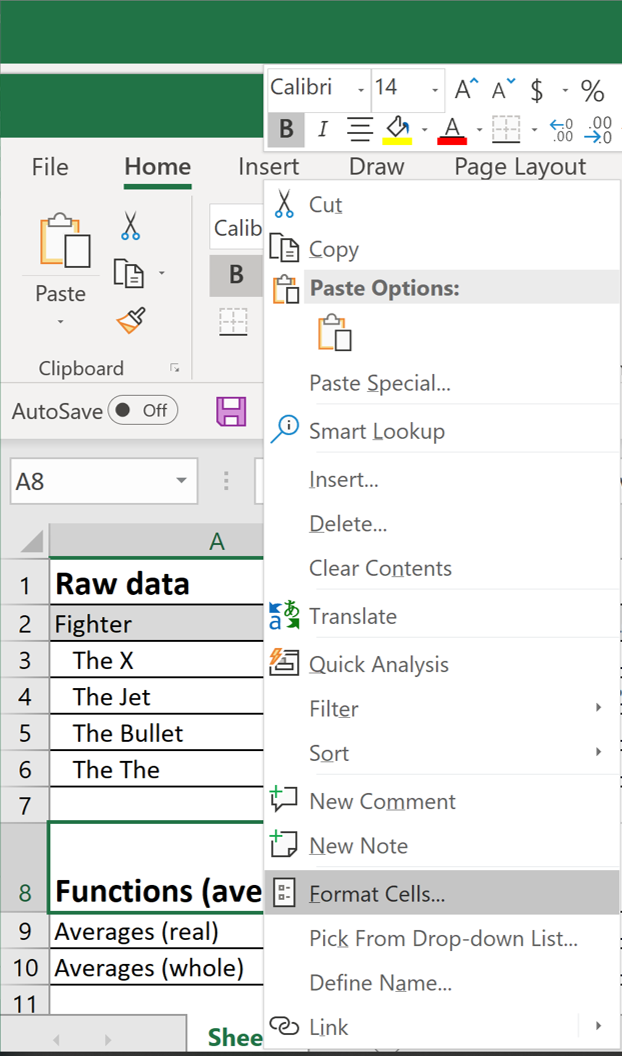 Calibri 14 A A $ %
B I A .00 .00
File Home Insert Draw Page Layout
Cut
Calib
Copy
B
Paste
Paste Options:
Clipboard
Paste Special...
AutoSave Off
Smart Lookup
A8
Insert...
Delete...
A
Clear Contents
1 Raw data
2 Fighter
Translate
3 The X
Quick Analysis
4 The Jet
Filter
5 The Bullet
Sort
6 The The
7
New Comment
New Note
8 Functions (ave
Format Cells...
9 Averages (real)
Pick From Drop-down List...
10 Averages (whole)
Define Name...
11
Link
Shee